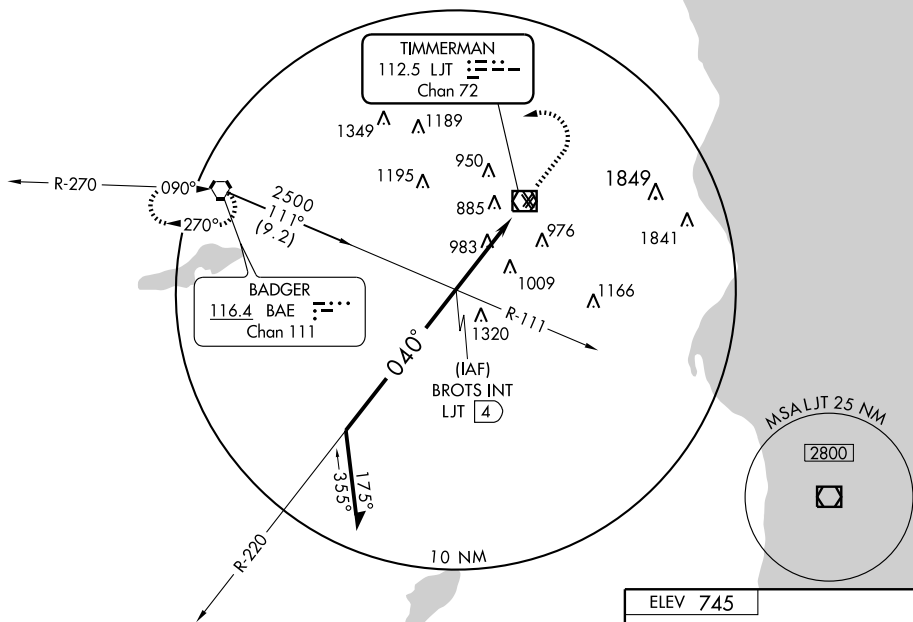 TIMMERMAN
112.5 LJT
Chan 72
1349
1189
950
1195
1849
885
1841
R-270
090°
2500
111°
(9.2)
270°
983
976
1009
1166
BADGER
116.4 BAE
Chan 111
R-111
1320
040°
(IAF)
BROTS INT
LJT 4
MSA LJT 25 NM
2800
175°
355°
R-220
10 NM
ELEV 745